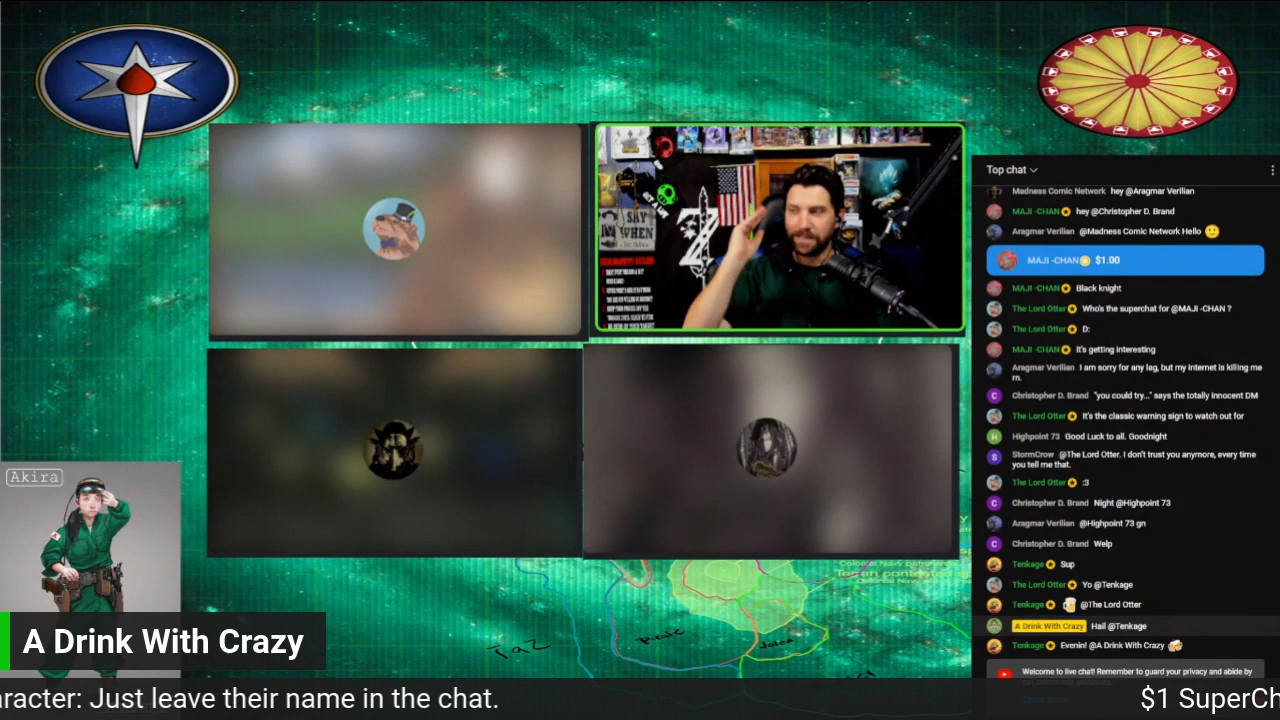 Top chat
Madness Comic Network hey @Aragmar Verilian
MAJI -CHAN hey @Christopher D. Brand
Aragmar Verilian @Madness Comic Network Hello
MAJI -CHAN $1.00
MAJI -CHAN Black knight
The Lord Otter Who's the superchat for @MAJI -CHAN ?
The Lord Otter D:
MAJI -CHAN it's getting interesting
Aragmar Verilian I am sorry for any lag, but my internet is killing me
rn.
Christopher D. Brand "you could try..." says the totally innocent DM
The Lord Otter It's the classic warning sign to watch out for
Highpoint 73 Good Luck to all. Goodnight
StormCrow @The Lord Otter. I don't trust you anymore, every time
you tell me that.
The Lord Otter :3
Christopher D. Brand Night @Highpoint 73
Aragmar Verilian @Highpoint 73 gn
Christopher D. Brand Welp
Tenkage Sup
The Lord Otter Yo @Tenkage
Tenkage @The Lord Otter
A Drink With Crazy Hail @Tenkage
Tenkage Evenin! @A Drink With Crazy
Welcome to live chat! Remember to guard your privacy and abide by
SAY
WHEN
Akira
Taz
Pirate
A Drink With Crazy
aracter: Just leave their name in the chat.
$1 SuperCh